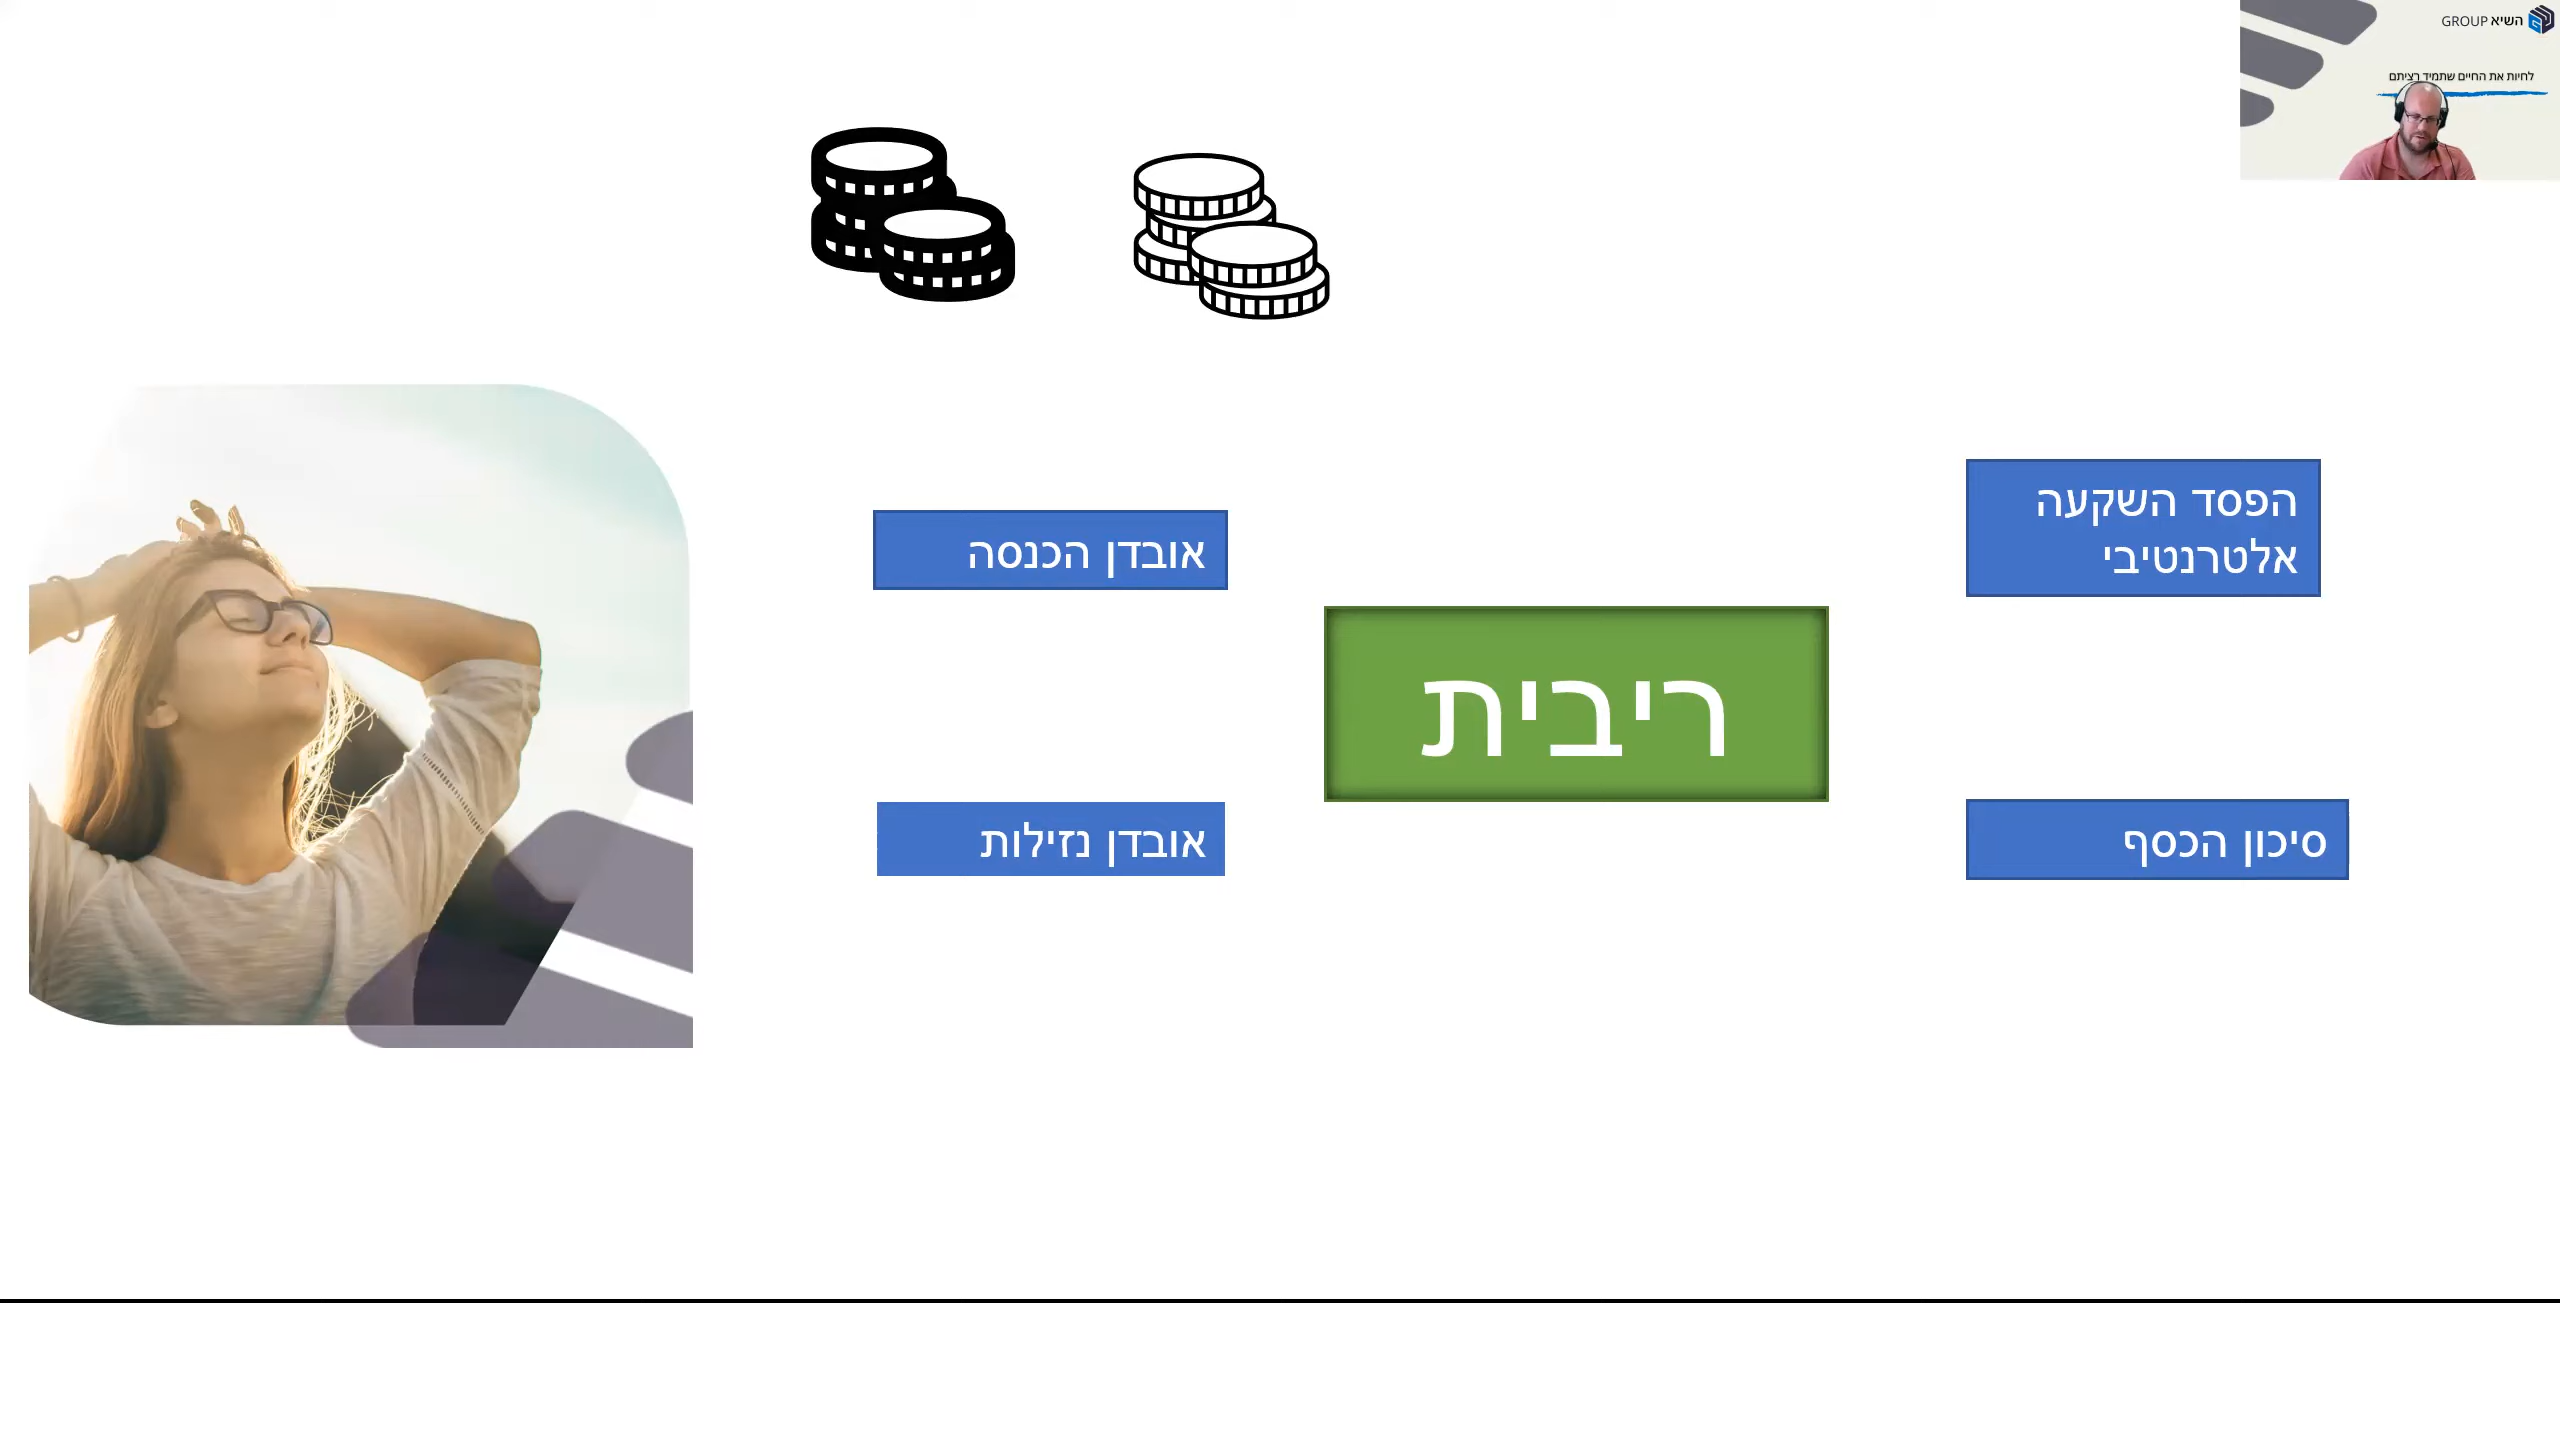 השיא GROUP
לחיות את החיים שתמיד רציתם
הפסד השקעה
אלטרנטיבי
אובדן הכנסה
ריבית
סיכון הכסף
אובדן נזילות